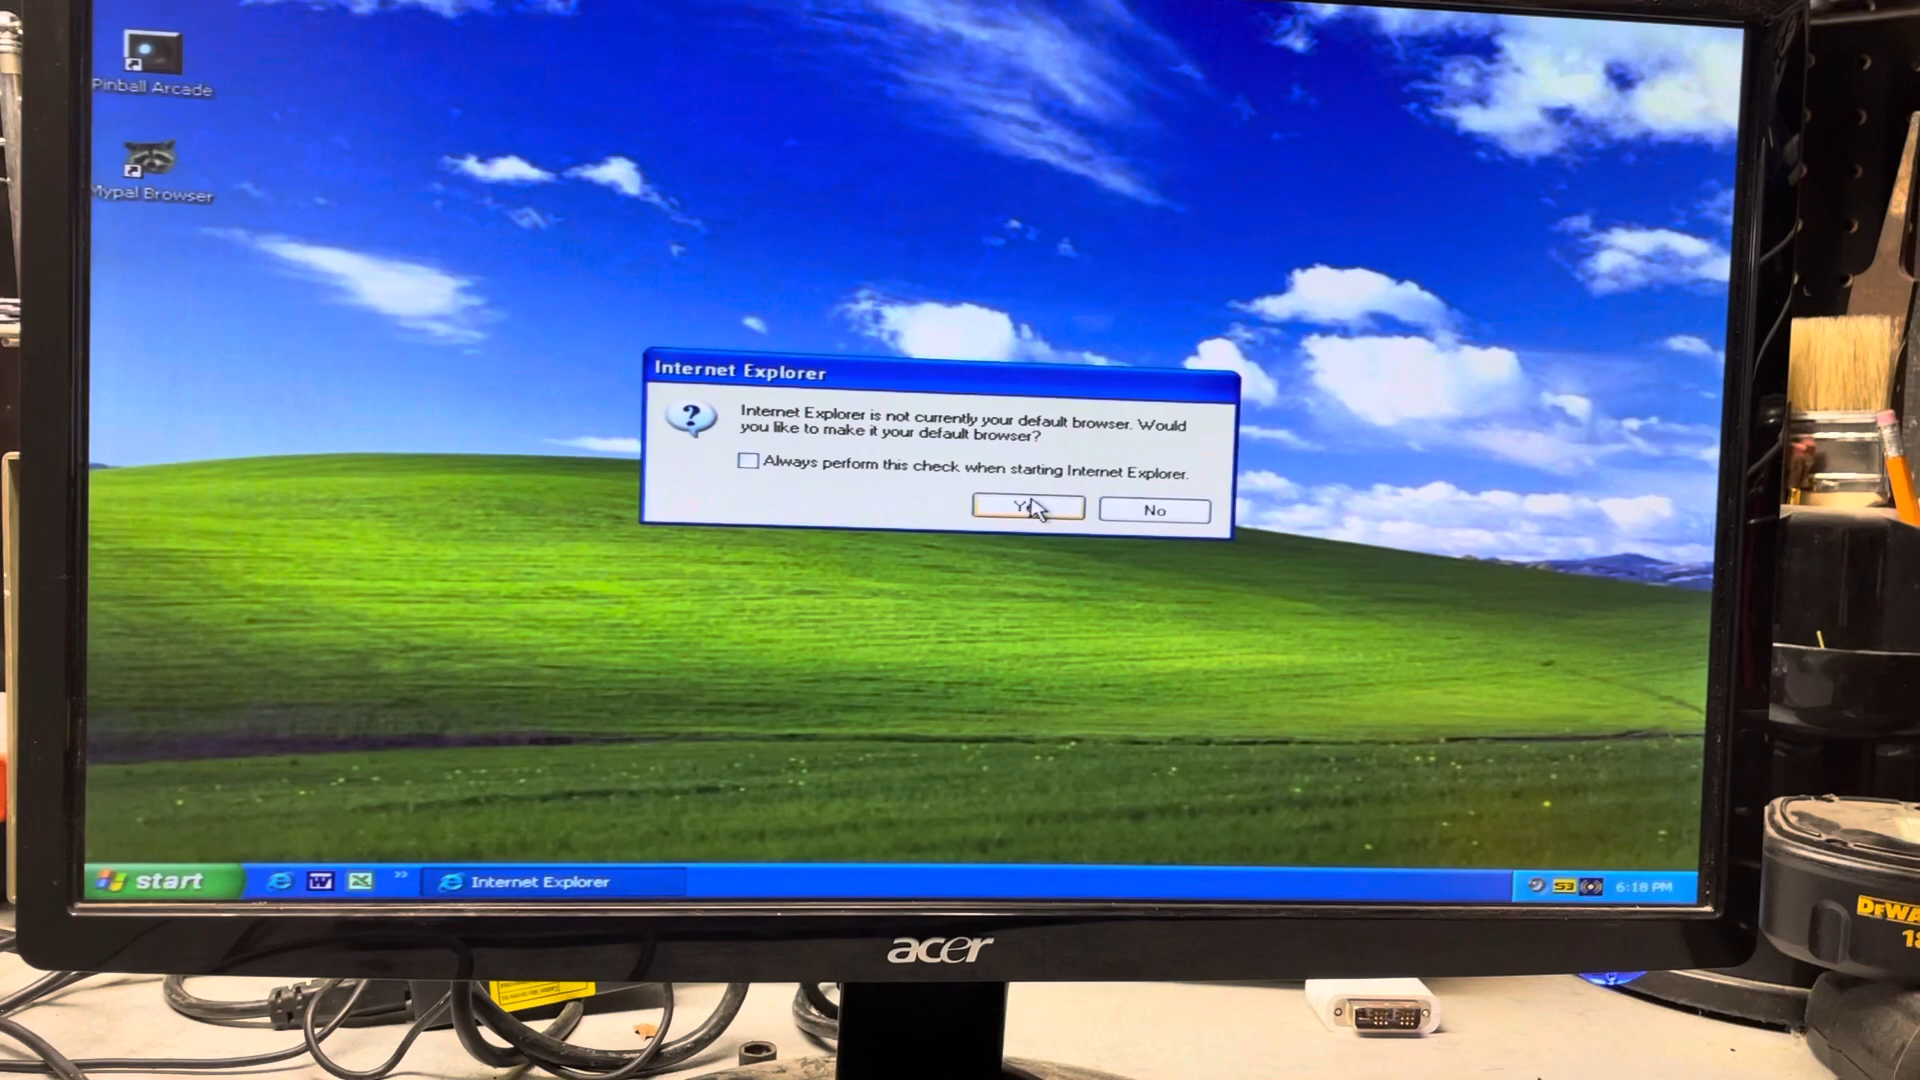 Pinball Arcade
Mypal Browser
Internet Explorer
?
Internet Explorer is not currently your default browser. Would
you like to make it your default browser?
Always perform this check when starting Internet Explorer.
No
start
W
Internet Explorer
S3
6:18 PM
acer